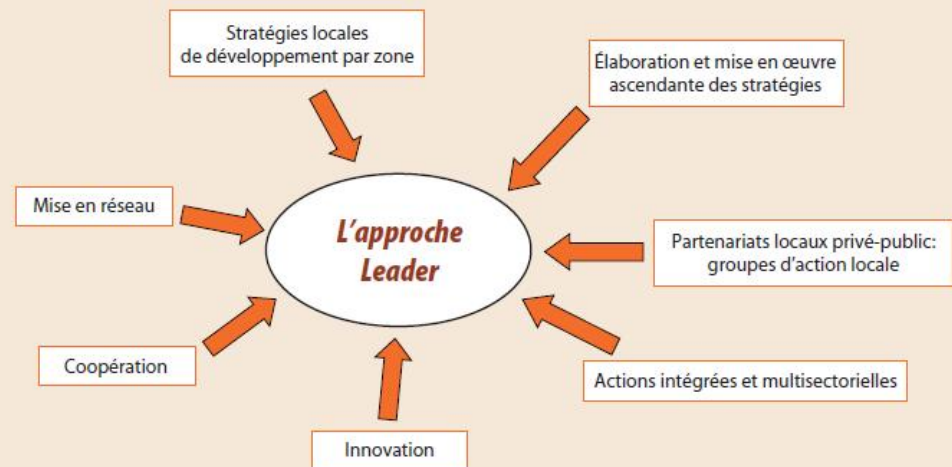 Stratégies locales
de développement par zone
Élaboration et mise en œuvre
ascendante des stratégies
Mise en réseau
L'approche
Leader
Partenariats locaux privé-public:
groupes d'action locale
Coopération
Actions intégrées et multisectorielles
Innovation